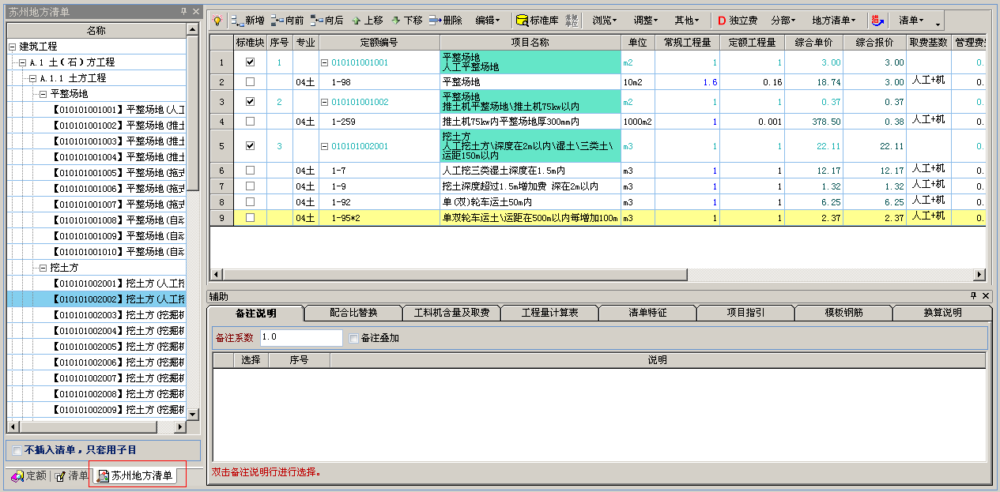 苏州地方清单
名称
建筑工程
A.1 土(石)方工程
A.1.1 土方工程
平整场地
【010101001001】平整场地(人工
【010101001002】平整场地(推土
【010101001003】平整场地(推土
【010101001004】平整场地(推土
【010101001005】平整场地(拖式
【010101001006】平整场地(拖式
【010101001007】平整场地(拖式
【010101001008】平整场地(自动
【010101001009】平整场地(自动
【010101001010】平整场地(自动
挖土方
【010101002001】挖土方(人工挖
【010101002002】挖土方(人工挖
【010101002003】挖土方(挖掘机
【010101002004】挖土方(挖掘机
【010101002005】挖土方(挖掘机
【010101002006】挖土方(挖掘机
【010101002007】挖土方(挖掘机
【010101002008】挖土方(挖掘机
【010101002009】挖土方(挖掘机
不插入清单,只套用子目
定额 清单 苏州地方清单
新增 向前 向后 上移 下移 删除 编辑 标准库 常规单位 浏览 调整 其他 D 独立费 分部 地方清单 措 清单
标准块 序号 专业 定额编号 项目名称 单位 常规工程量 定额工程量 综合单价 综合报价 取费基数 管理费
1 1 010101001001 平整场地 m2 1 1 3.00 3.00 0.
人工平整场地
2 04土 1-98 平整场地 10m2 1.6 0.16 18.74 3.00 人工+机 0.
3 2 010101001002 平整场地 m2 1 1 0.37 0.37 0.
推土机平整场地\推土机75kw以内
4 04土 1-259 推土机75kw内平整场地厚300mm内 1000m2 1 0.001 378.50 0.38 人工+机 0.
5 3 010101002001 挖土方 m3 1 1 22.11 22.11 0.
人工挖土方\深度在2m以内\湿土\三类土\
运距150m以内
6 04土 1-7 人工挖三类湿土深度在1.5m内 m3 1 1 12.17 12.17 人工+机 0.
7 04土 1-9 挖土深度超过1.5m增加费 深在2m以内 m3 1 1 1.32 1.32 人工+机 0.
8 04土 1-92 单(双)轮车运土50m内 m3 1 1 6.25 6.25 人工+机 0.
9 04土 1-95*2 单双轮车运土\运距在500m以内每增加100m m3 1 1 2.37 2.37 人工+机 0.
辅助
备注说明 配合比替换 工料机含量及取费 工程量计算表 清单特征 项目指引 模板钢筋 换算说明
备注系数 1.0 备注叠加
选择 序号 说明
双击备注说明行进行选择。